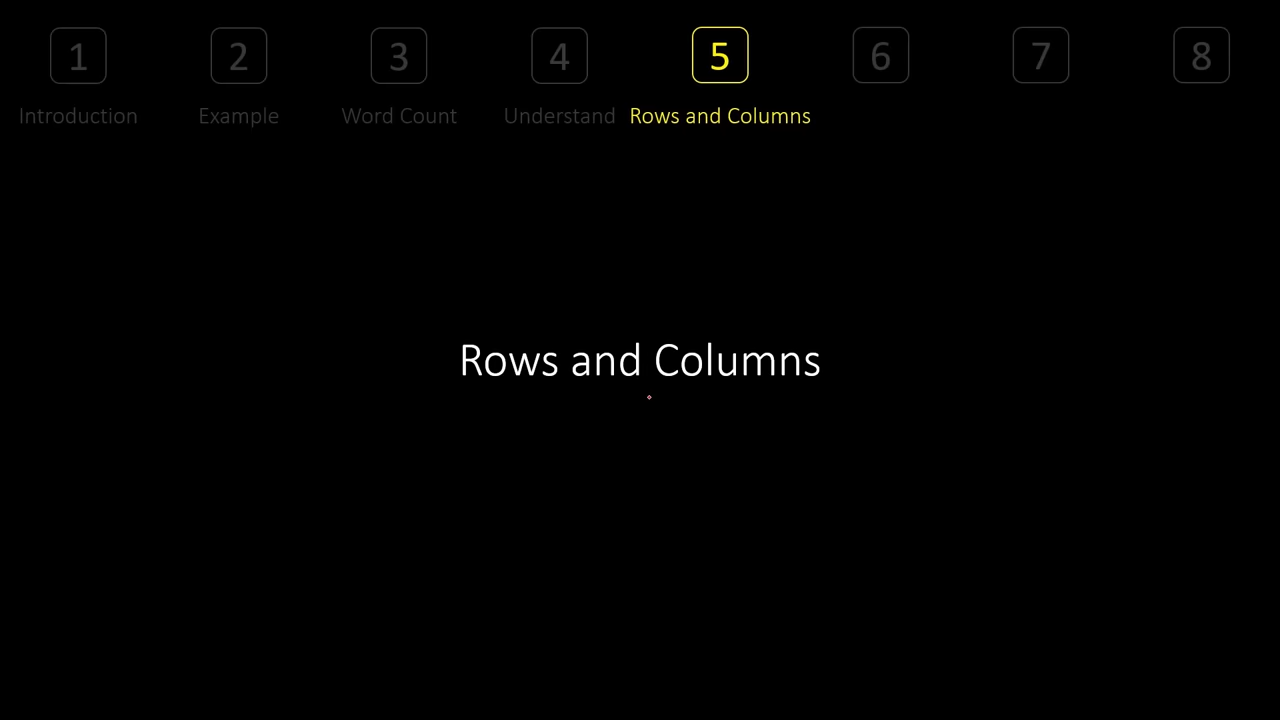 1 2 3 4 5 6 7 8
Introduction Example Word Count Understand Rows and Columns
Rows and Columns